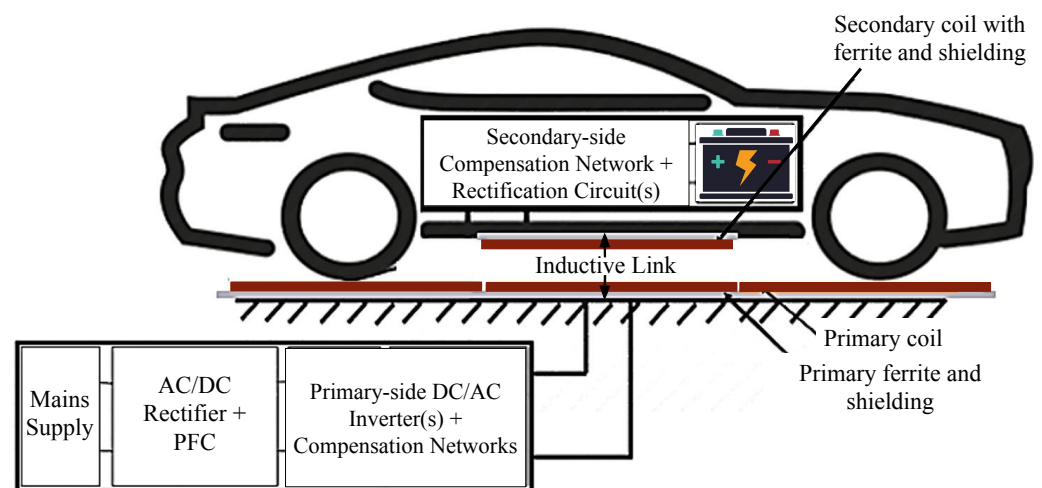 Secondary coil with
ferrite and shielding
Secondary-side
Compensation Network +
Rectification Circuit(s)
+ -
Inductive Link
Primary coil
Primary ferrite and
shielding
Mains
Supply
AC/DC
Rectifier +
PFC
Primary-side DC/AC
Inverter(s) +
Compensation Networks